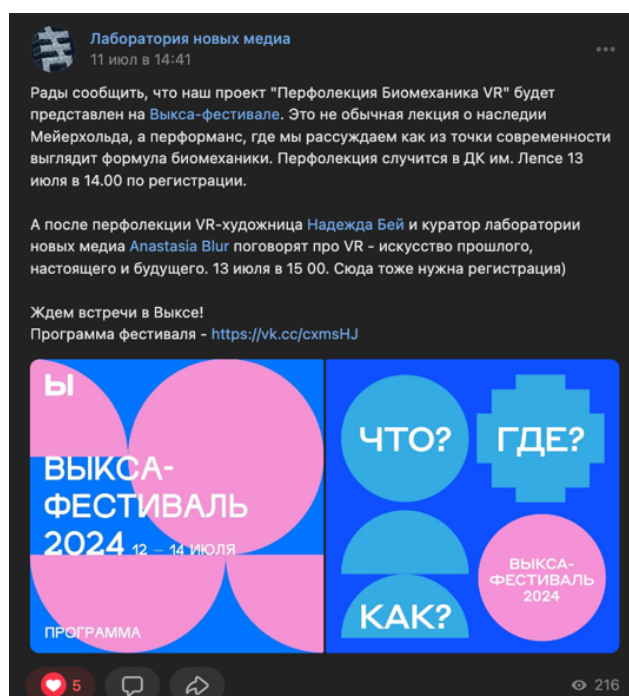 Лаборатория новых медиа
11 июл в 14:41
Рады сообщить, что наш проект "Перфолекция Биомеханика VR" будет
представлен на Выкса-фестивале. Это не обычная лекция о наследии
Мейерхольда, а перформанс, где мы рассуждаем как из точки современности
выглядит формула биомеханики. Перфолекция случится в ДК им. Лепсе 13
июля в 14.00 по регистрации.
А после перфолекции VR-художница Надежда Бей и куратор лаборатории
новых медиа Anastasia Blur поговорят про VR - искусство прошлого,
настоящего и будущего. 13 июля в 15 00. Сюда тоже нужна регистрация)
Ждем встречи в Выксе!
Программа фестиваля - https://vk.cc/cxmsHJ
Ы
ВЫКСА-
ФЕСТИВАЛЬ
2024 12 – 14 ИЮЛЯ
ПРОГРАММА
ЧТО?
ГДЕ?
КАК?
ВЫКСА-
ФЕСТИВАЛЬ
2024
5
216